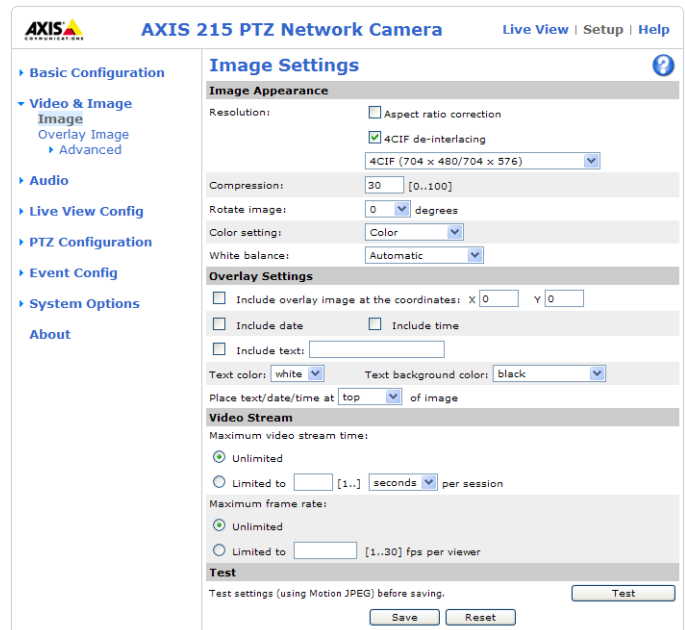 AXIS
COMMUNICATIONS
AXIS 215 PTZ Network Camera
Live View | Setup | Help
Basic Configuration
Video & Image
Image
Overlay Image
Advanced
Audio
Live View Config
PTZ Configuration
Event Config
System Options
About
Image Settings
?
Image Appearance
Resolution:
Aspect ratio correction
4CIF de-interlacing
4CIF (704 x 480/704 x 576)
Compression: 30 [0..100]
Rotate image: 0 degrees
Color setting: Color
White balance: Automatic
Overlay Settings
Include overlay image at the coordinates: X 0 Y 0
Include date Include time
Include text:
Text color: white Text background color: black
Place text/date/time at top of image
Video Stream
Maximum video stream time:
Unlimited
Limited to [1..] seconds per session
Maximum frame rate:
Unlimited
Limited to [1..30] fps per viewer
Test
Test settings (using Motion JPEG) before saving. Test
Save Reset